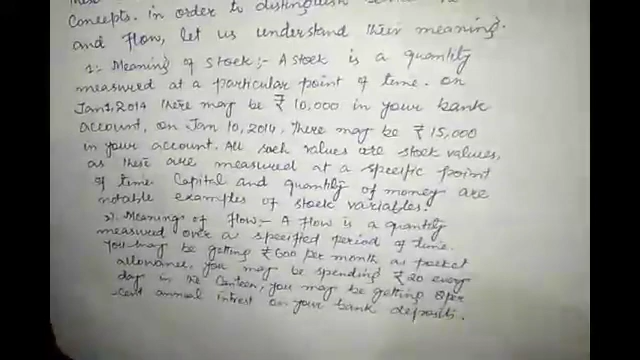 concepts. In order to distinguish
and flow, let us understand their meaning.
1:- Meaning of Stock:- A stock is a quantity
measured at a particular point of time. On
Jan 1, 2014 there may be ₹ 10,000 in your bank
account, on Jan 10, 2014, there may be ₹ 15,000
in your account. All such values are stock values,
as these are measured at a specific point
of time. Capital and quantity of money are
notable examples of stock variables.
2). Meaning of flow:- A flow is a quantity
measured over a specified period of time.
You may be getting ₹ 600 per month as pocket
allowance, you may be spending ₹ 20 every
day in the canteen, you may be getting 8 per
-cent annual intrest on your bank deposits.